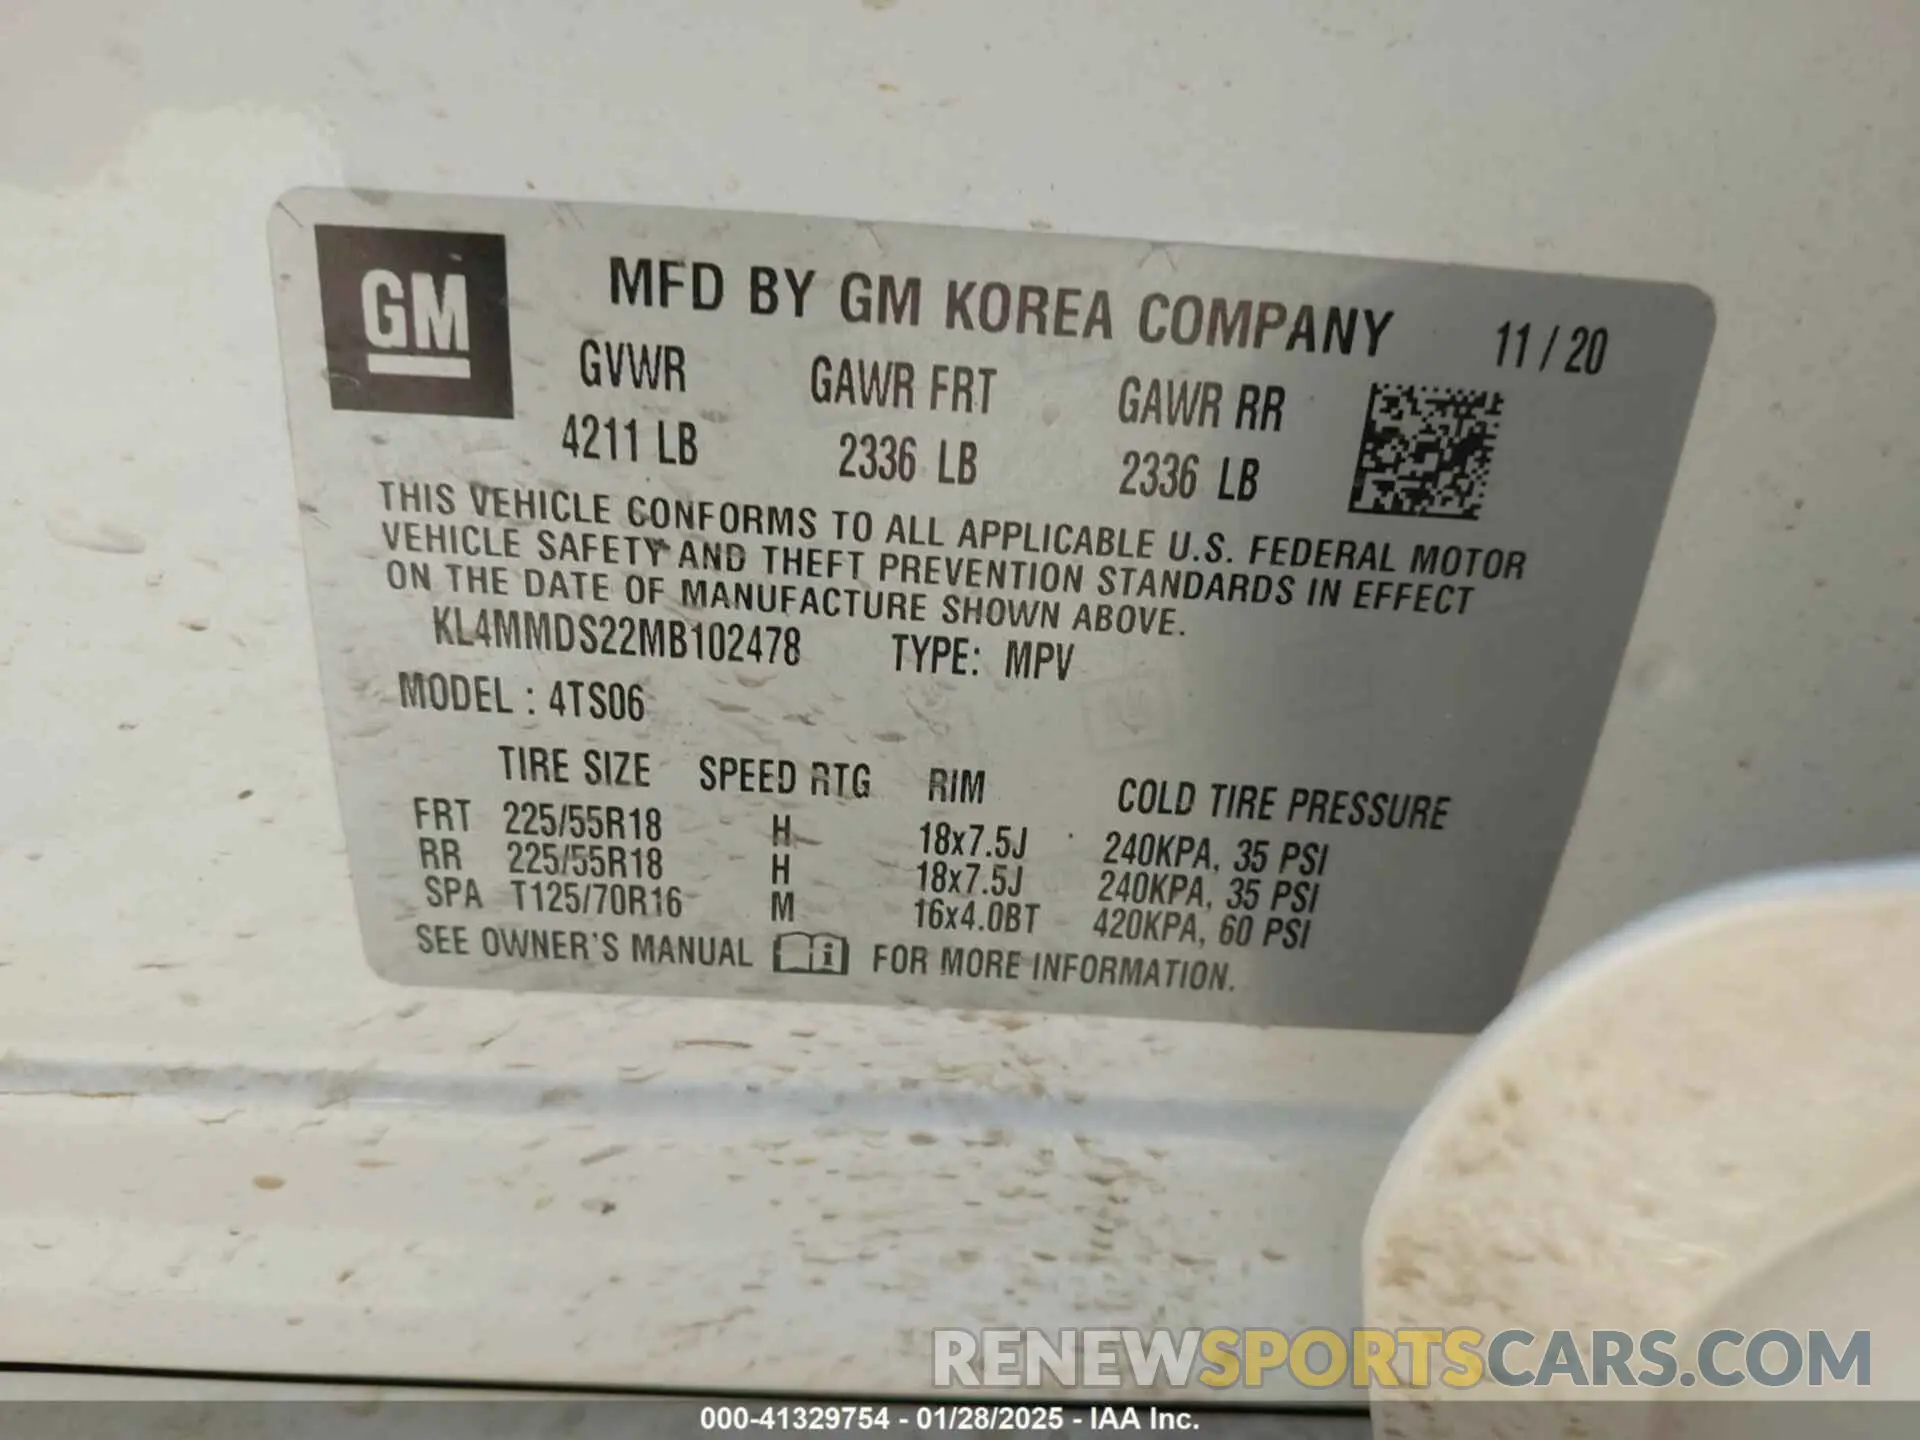 GM
MFD BY GM KOREA COMPANY 11/20
GVWR GAWR FRT GAWR RR
4211 LB 2336 LB 2336 LB
THIS VEHICLE CONFORMS TO ALL APPLICABLE U.S. FEDERAL MOTOR
VEHICLE SAFETY AND THEFT PREVENTION STANDARDS IN EFFECT
ON THE DATE OF MANUFACTURE SHOWN ABOVE.
KL4MMDS22MB102478 TYPE: MPV
MODEL : 4TS06
TIRE SIZE SPEED RTG RIM COLD TIRE PRESSURE
FRT 225/55R18 H 18x7.5J 240KPA, 35 PSI
RR 225/55R18 H 18x7.5J 240KPA, 35 PSI
SPA T125/70R16 M 16x4.0BT 420KPA, 60 PSI
SEE OWNER'S MANUAL i FOR MORE INFORMATION.
RENEWSPORTSCARS.COM
000-41329754 - 01/28/2025 - IAA Inc.